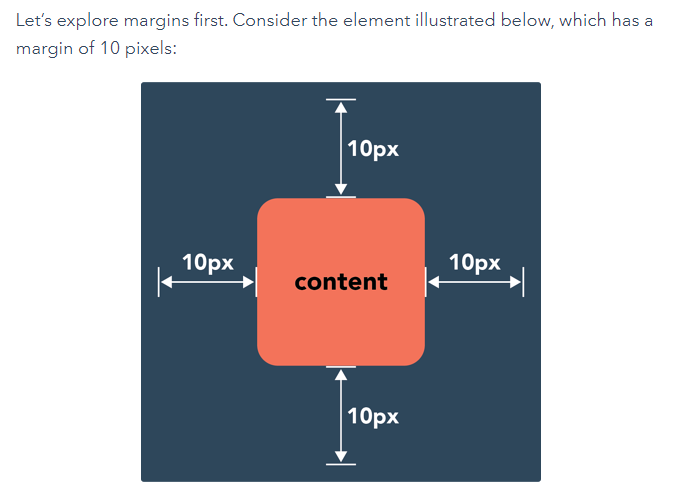 Let’s explore margins first. Consider the element illustrated below, which has a
margin of 10 pixels:
10px
10px
content
10px
10px